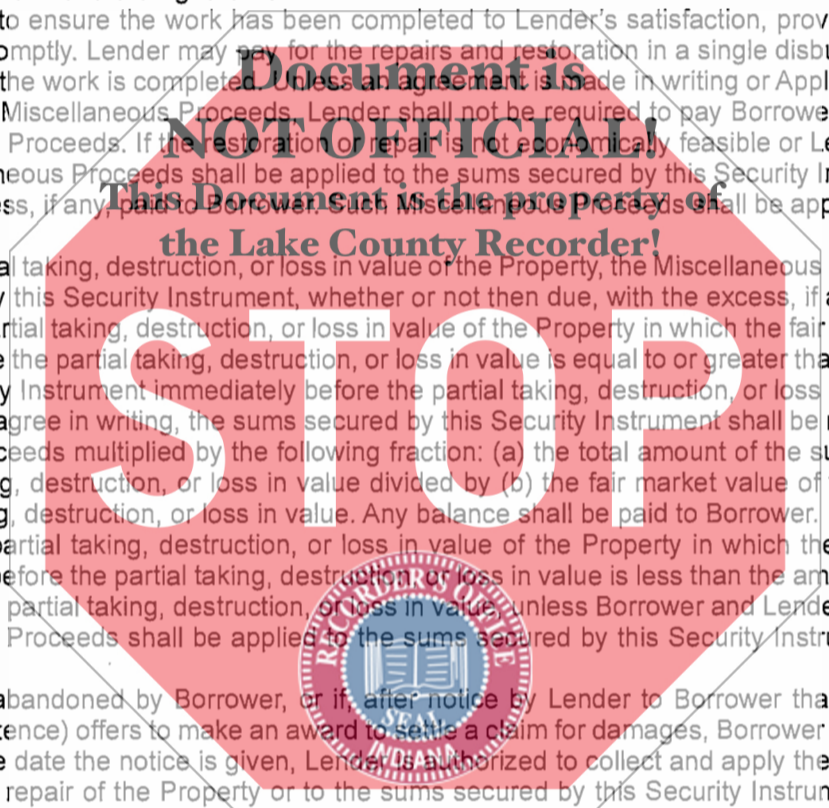 to ensure the work has been completed to Lender's satisfaction, prov
omptly. Lender may pay for the repairs and restoration in a single disbu
Document is
the work is completed. Unless an agreement is made in writing or Appl
Miscellaneous Proceeds, Lender shall not be required to pay Borrowe
NOT OFFICIAL!
Proceeds. If the restoration or repair is not economically feasible or Le
neous Proceeds shall be applied to the sums secured by this Security In
This Document is the property of
ss, if any, paid to Borrower. Such Miscellaneous Proceeds shall be app
the Lake County Recorder!
al taking, destruction, or loss in value of the Property, the Miscellaneous
y this Security Instrument, whether or not then due, with the excess, if a
rtial taking, destruction, or loss in value of the Property in which the fair
e the partial taking, destruction, or loss in value is equal to or greater tha
y Instrument immediately before the partial taking, destruction, or loss
STOP
agree in writing, the sums secured by this Security Instrument shall be
ceeds multiplied by the following fraction: (a) the total amount of the su
g, destruction, or loss in value divided by (b) the fair market value of
g, destruction, or loss in value. Any balance shall be paid to Borrower.
partial taking, destruction, or loss in value of the Property in which the
efore the partial taking, destruction, or loss in value is less than the am
partial taking, destruction, or loss in value, unless Borrower and Lende
Proceeds shall be applied to the sums secured by this Security Instru
RECORDER'S OFFICE
SEAL
INDIANA
abandoned by Borrower, or if, after notice by Lender to Borrower tha
ence) offers to make an award to settle a claim for damages, Borrower
e date the notice is given, Lender is authorized to collect and apply the
repair of the Property or to the sums secured by this Security Instrum